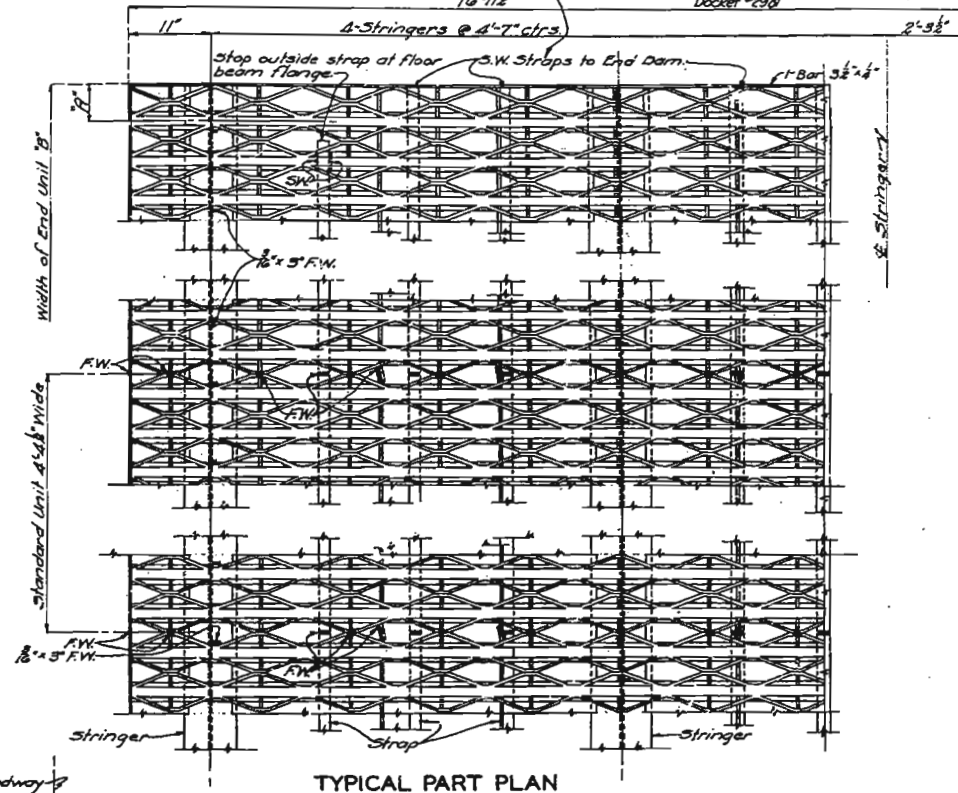 11"
4-Stringers @ 4'-7" ctrs.
2'-3½"
Stop outside strap at floor
beam flange
S.W. Straps to End Dam.
1-Bar 3½"x¼"
"A"
Width of End Unit "B"
S.W.
℄ Stringer
3/16" x 3" F.W.
F.W.
F.W.
Standard Unit 4'-4½" Wide
F.W.
3/16" x 3" F.W.
F.W.
Stringer
Strap
Stringer
TYPICAL PART PLAN